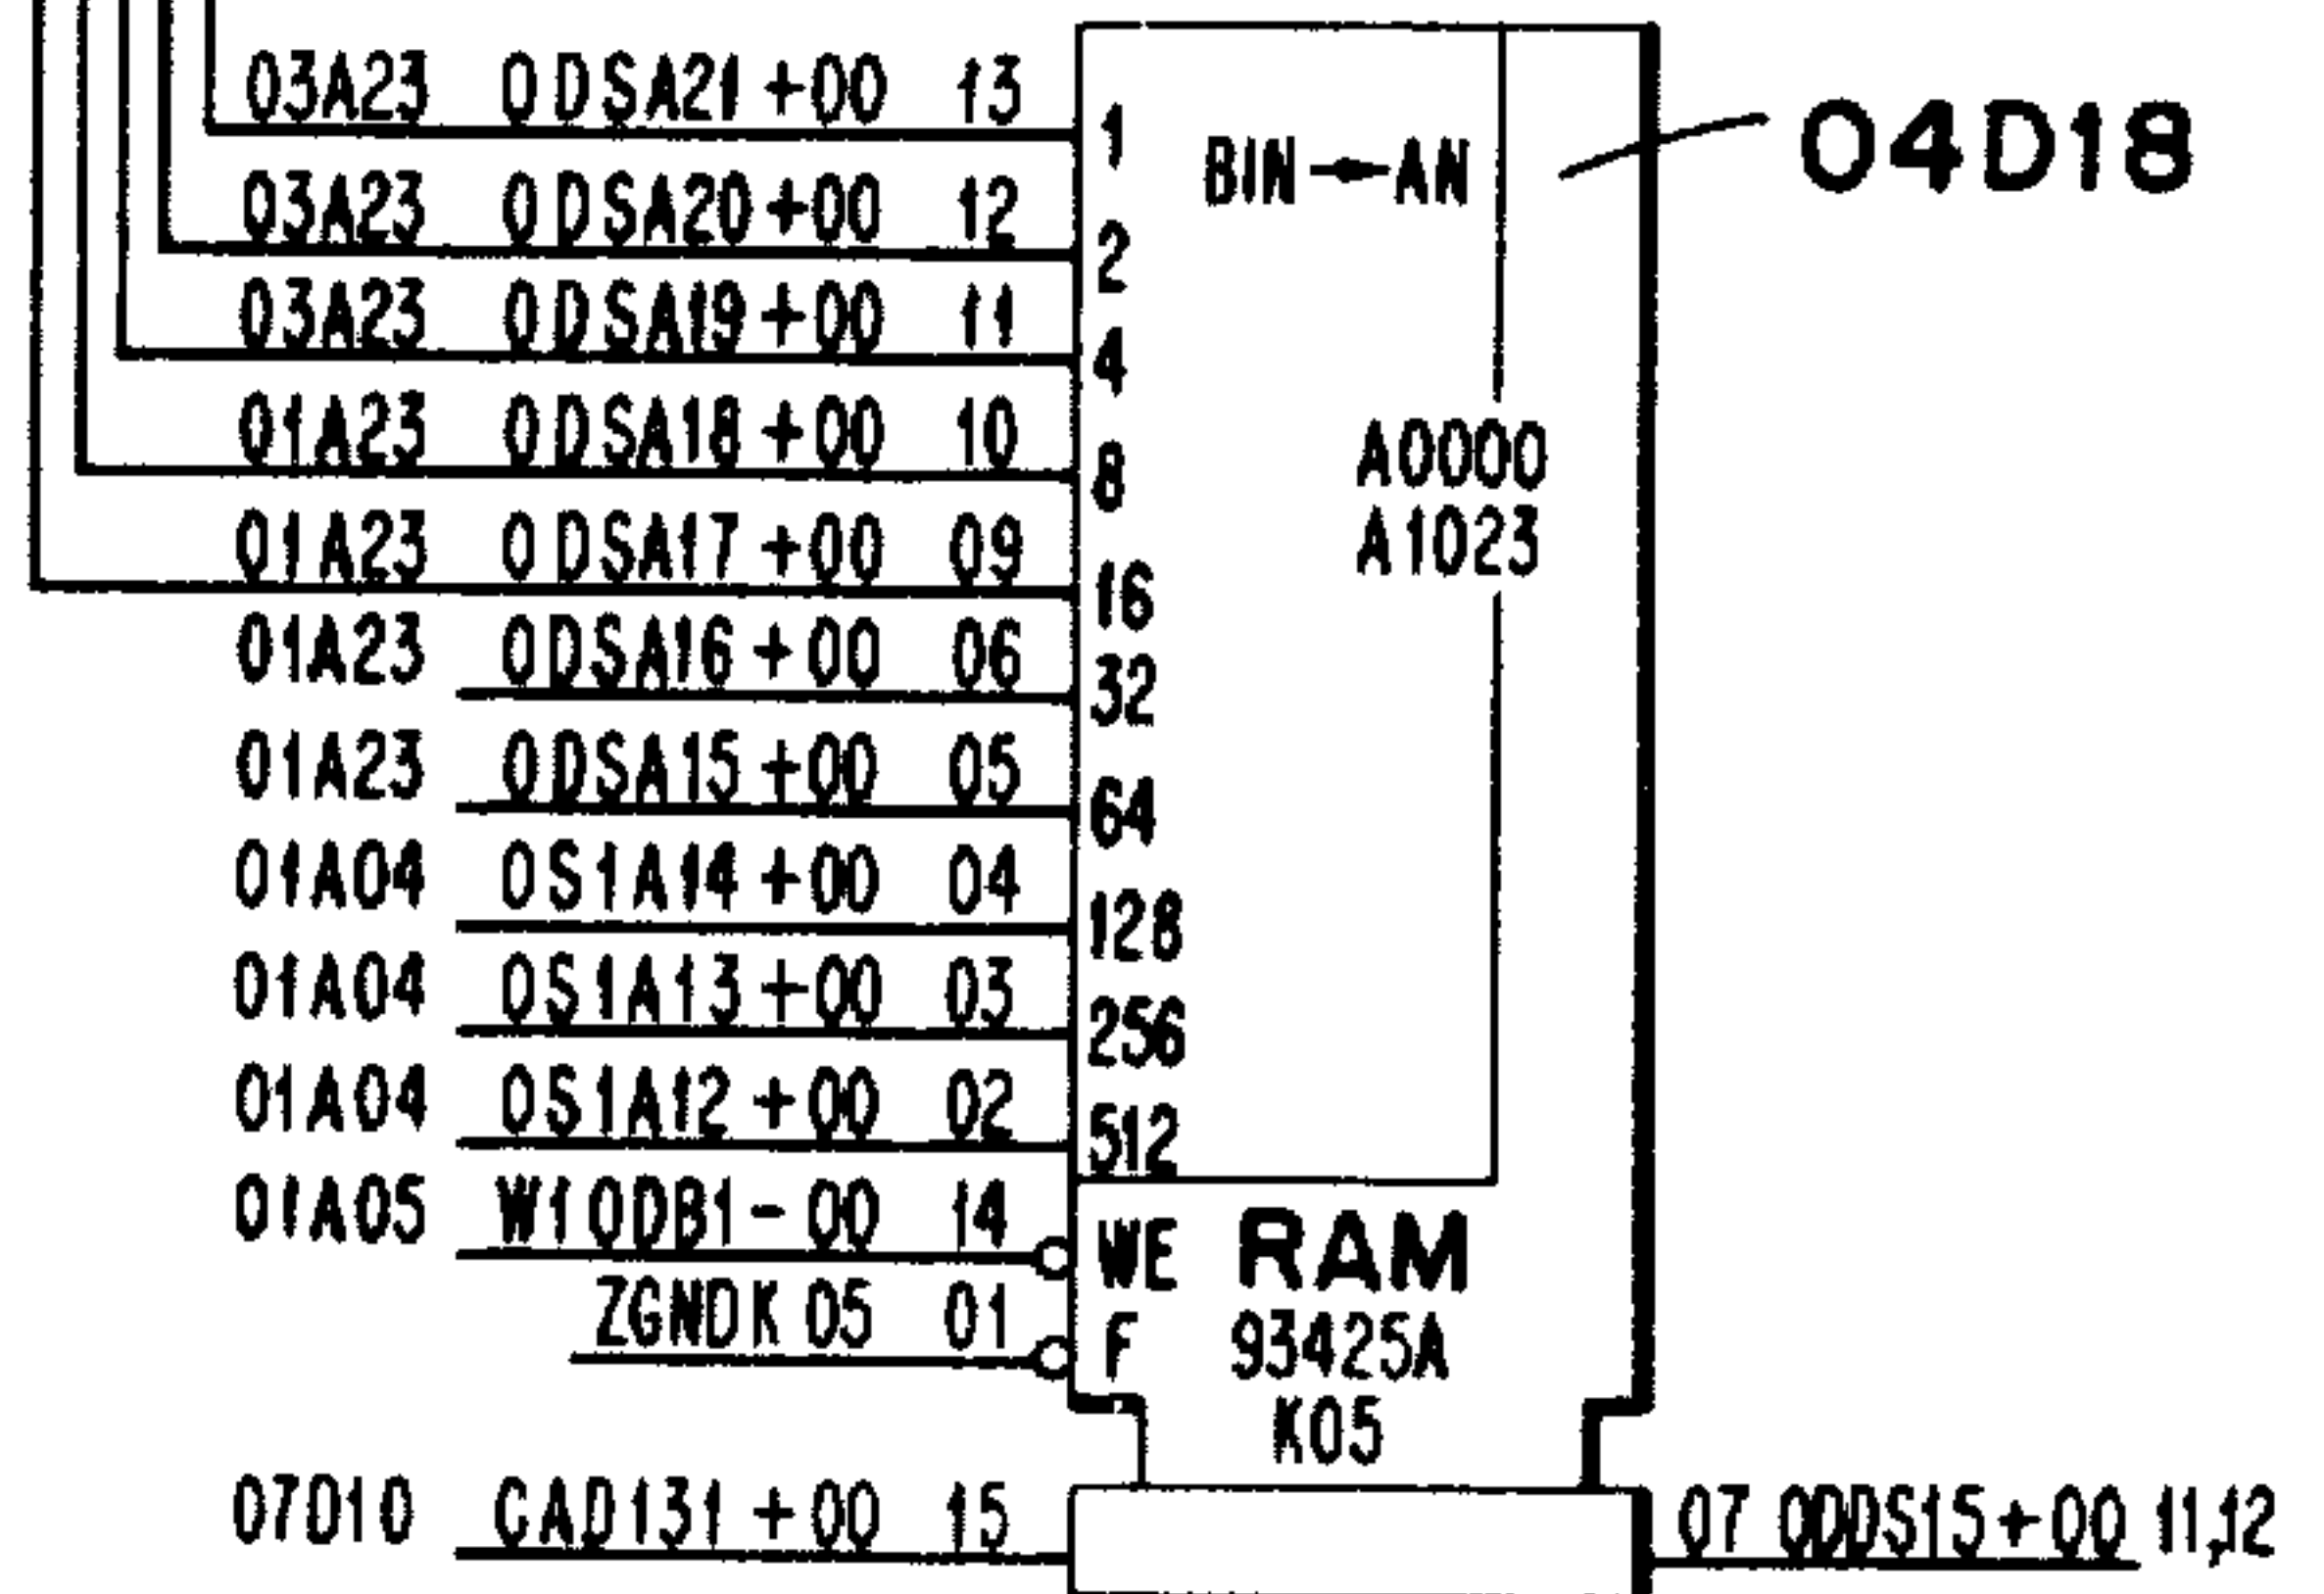 03A23 0DSA21+00 13 1
BIN→AN
04D18
03A23 0DSA20+00 12 2
03A23 0DSA19+00 11 4
01A23 0DSA18+00 10 8
A0000
A1023
01A23 0DSA17+00 09 16
01A23 0DSA16+00 06 32
01A23 0DSA15+00 05 64
01A04 0S1A14+00 04 128
01A04 0S1A13+00 03 256
01A04 0S1A12+00 02 512
01A05 W10DB1-00 14 WE RAM
ZGNDK05 01 F 93425A
K05
07D10 CAD131+00 15
07 0DDS15+00 11,12